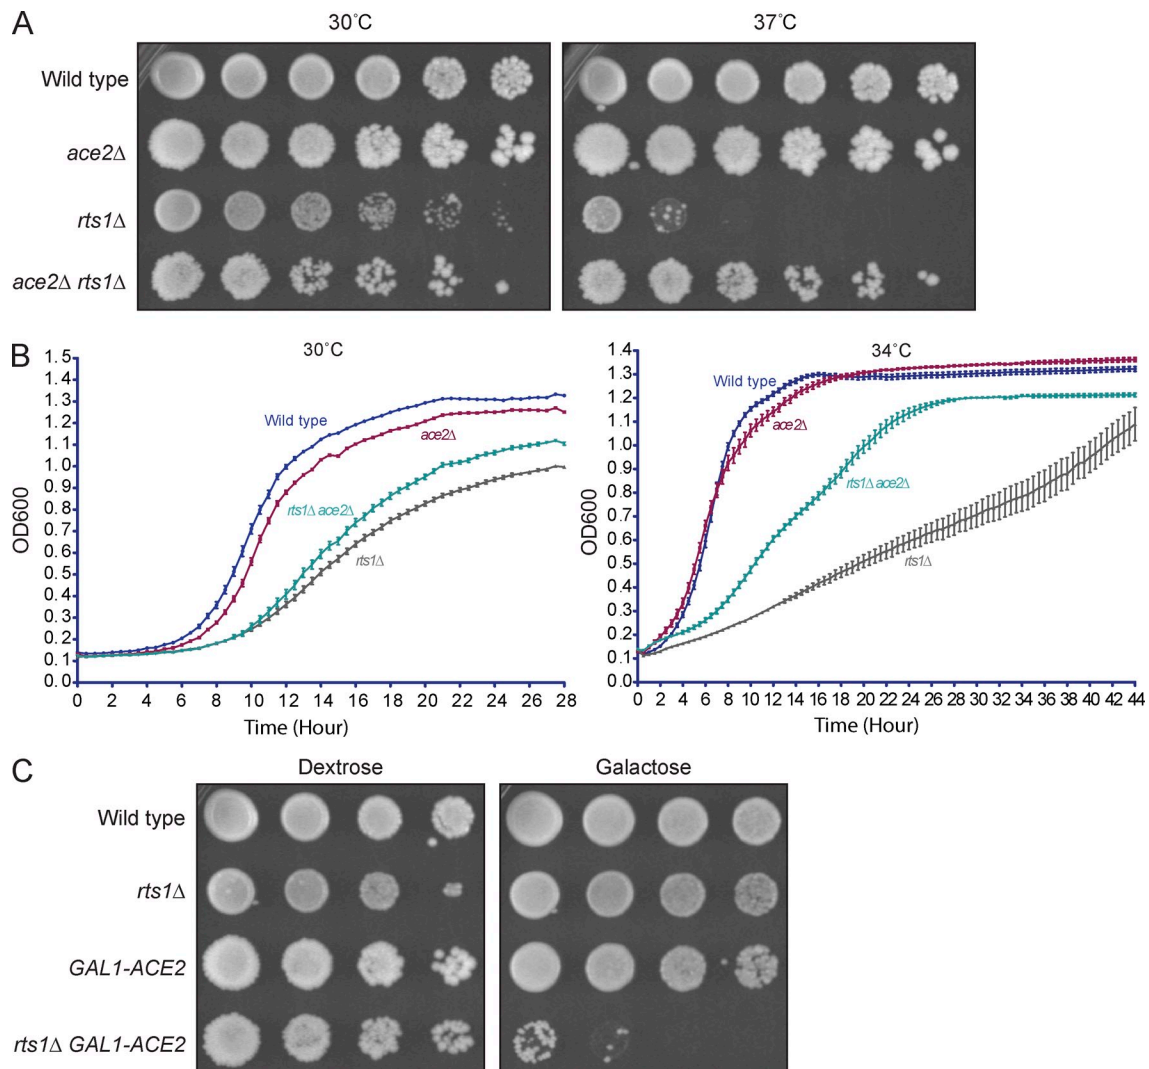 A
30°C 37°C
Wild type
ace2Δ
rts1Δ
ace2Δ rts1Δ
B
30°C
1.5
1.4
1.3
1.2
1.1
1.0
0.9
0.8
0.7
0.6
0.5
0.4
0.3
0.2
0.1
0.0
OD600
Wild type
ace2Δ
rts1Δ ace2Δ
rts1Δ
0 2 4 6 8 10 12 14 16 18 20 22 24 26 28
Time (Hour)
34°C
1.4
1.3
1.2
1.0
0.9
0.8
0.7
0.6
0.5
0.4
0.3
0.2
0.1
0.0
OD600
Wild type
ace2Δ
rts1Δ ace2Δ
rts1Δ
0 2 4 6 8 10 12 14 16 18 20 22 24 26 28 30 32 34 36 38 40 42 44
Time (Hour)
C
Dextrose Galactose
Wild type
rts1Δ
GAL1-ACE2
rts1Δ GAL1-ACE2